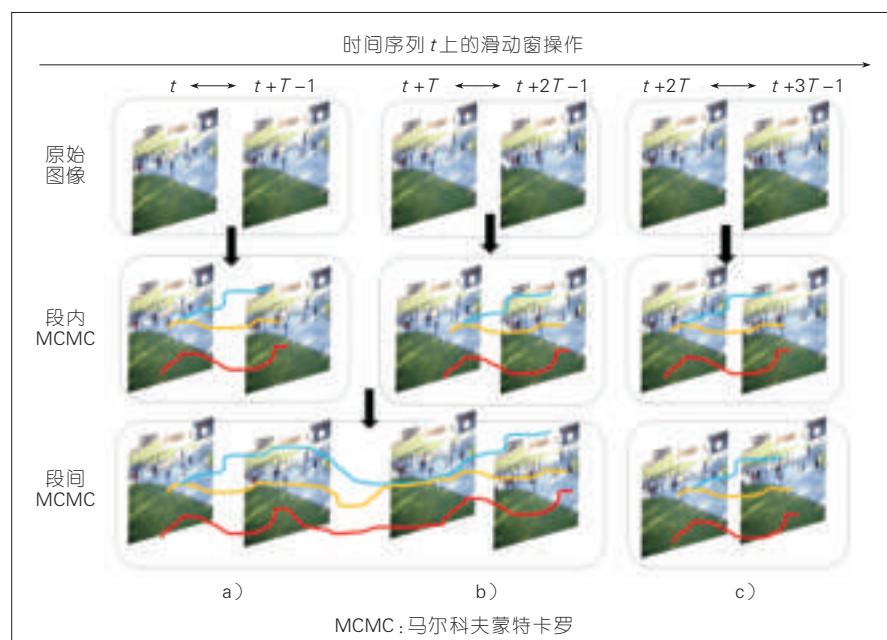 时间序列 t 上的滑动窗操作
t ←→ t+T-1 t+T ←→ t+2T-1 t+2T ←→ t+3T-1
原始
图像
段内
MCMC
段间
MCMC
a） b） c）
MCMC:马尔科夫蒙特卡罗